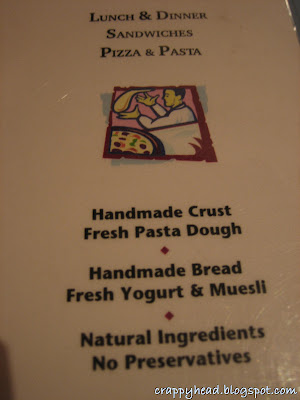 LUNCH & DINNER
SANDWICHES
PIZZA & PASTA
Handmade Crust
Fresh Pasta Dough
Handmade Bread
Fresh Yogurt & Muesli
Natural Ingredients
No Preservatives
crappyhead.blogspot.com